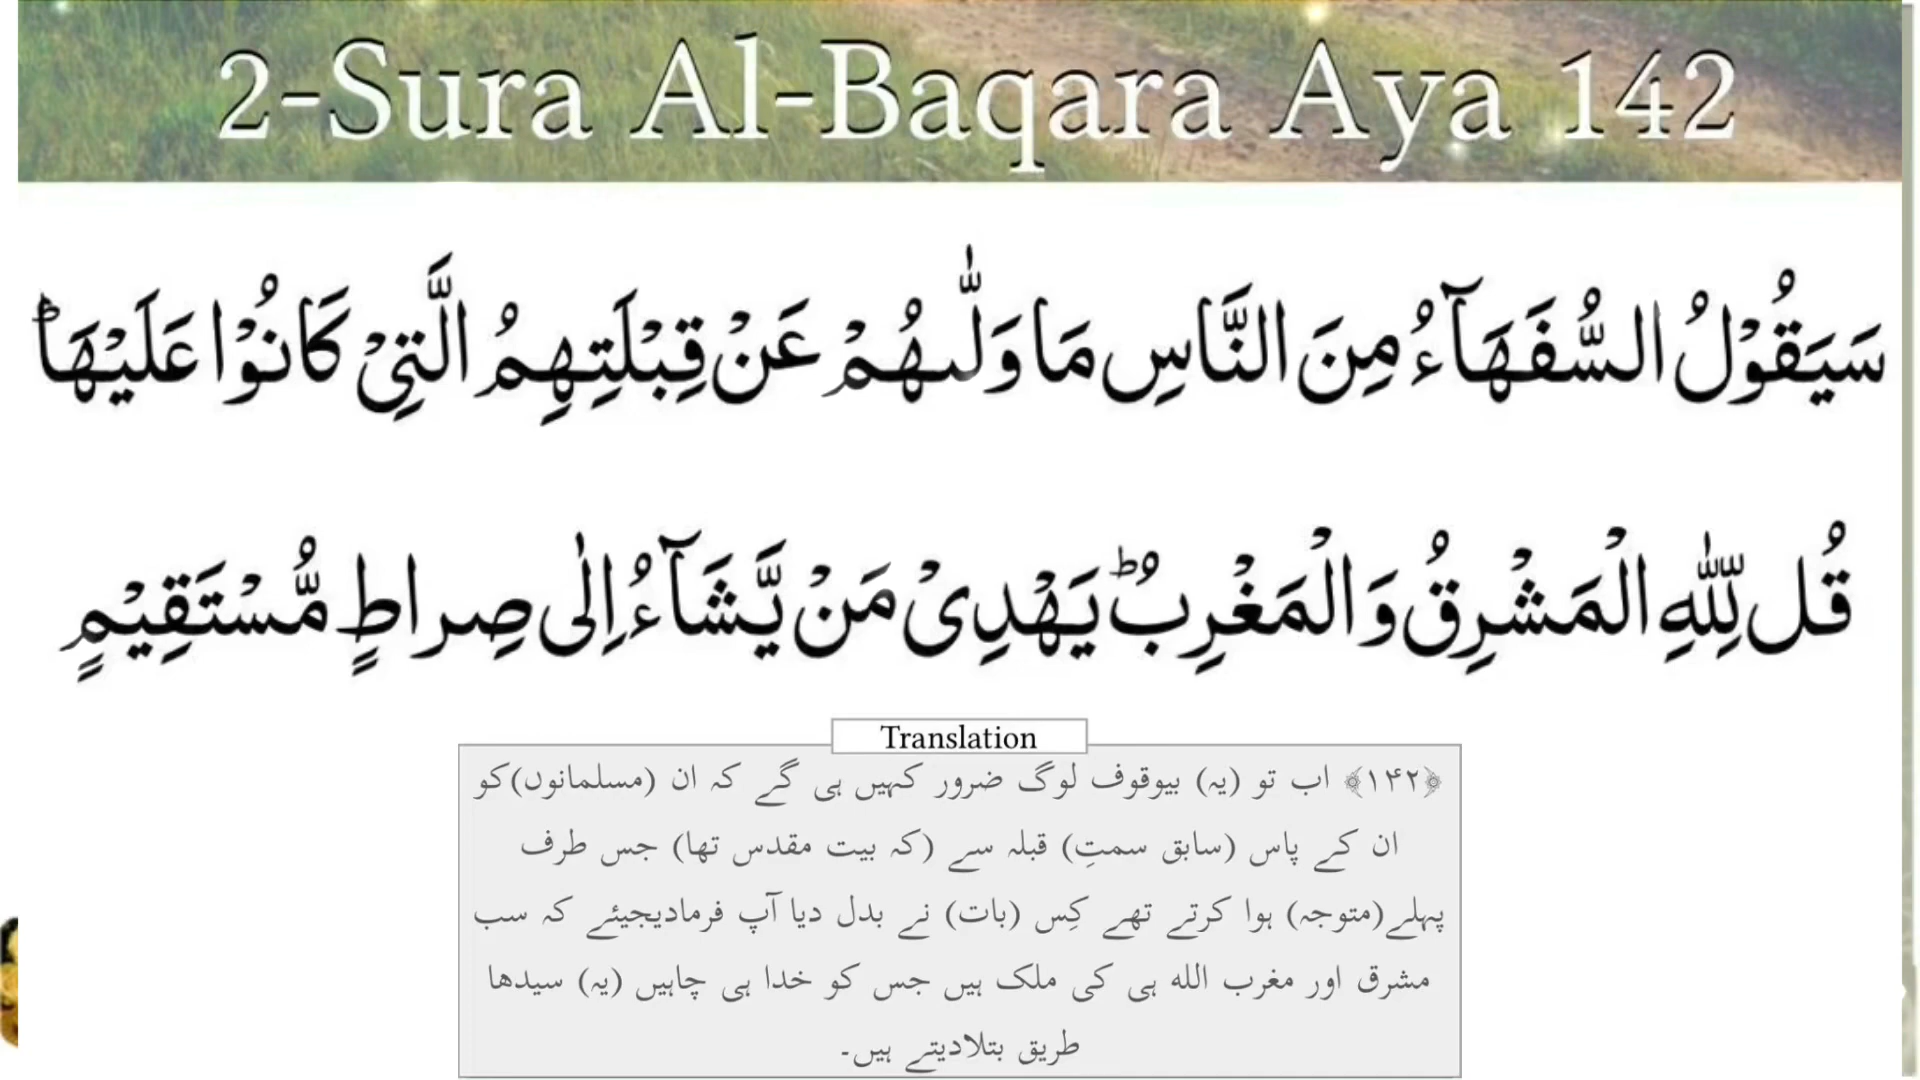 2-Sura Al-Baqara Aya 142
سَيَقُوْلُ السُّفَهَآءُ مِنَ النَّاسِ مَا وَلّٰىهُمْ عَنْ قِبْلَتِهِمُ الَّتِىْ كَانُوْا عَلَيْهَا ؕ
قُل لِّلّٰهِ الْمَشْرِقُ وَالْمَغْرِبُ ؕ يَهْدِىْ مَنْ يَّشَآءُ اِلٰى صِراطٍ مُّسْتَقِيْمٍ
Translation
﴿۱۴۲﴾ اب تو (یہ) بیوقوف لوگ ضرور کہیں ہی گے کہ ان (مسلمانوں)کو
ان کے پاس (سابق سمتِ) قبلہ سے (کہ بیت مقدس تھا) جس طرف
پہلے(متوجہ) ہوا کرتے تھے کِس (بات) نے بدل دیا آپ فرمادیجیئے کہ سب
مشرق اور مغرب الله ہی کی ملک ہیں جس کو خدا ہی چاہیں (یہ) سیدھا
طریق بتلادیتے ہیں۔